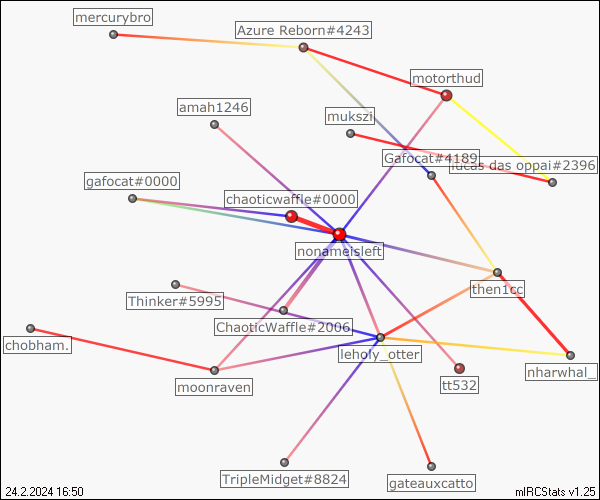 mercurybro
Azure Reborn#4243
motorthud
amah1246
mukszi
Gafocat#4189
lucas das oppai#2396
gafocat#0000
chaoticwaffle#0000
nonameisleft
then1cc
Thinker#5995
ChaoticWaffle#2006
chobham.
leholy_otter
nharwhal_
moonraven
tt532
TripleMidget#8824
gateauxcatto
24.2.2024 16:50
mIRCStats v1.25